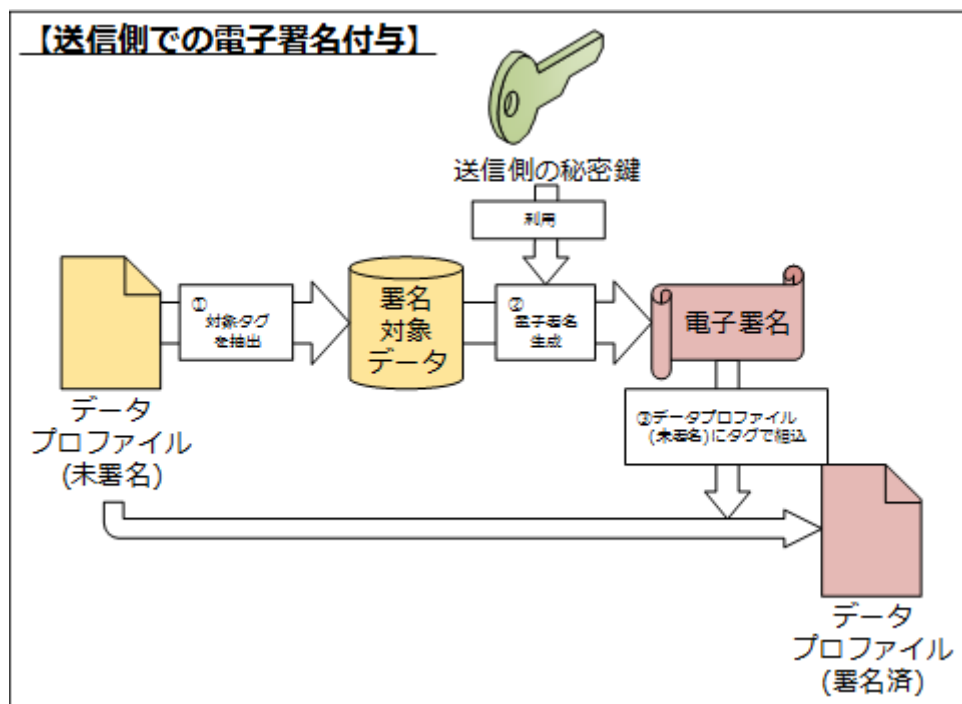 【送信側での電子署名付与】
送信側の秘密鍵
利用
①
対象タグ
を抽出
署名
対象
データ
②
電子署名
生成
電子署名
データ
プロファイル
(未署名)
③データプロファイル
(未署名)にタグで組込
データ
プロファイル
(署名済)